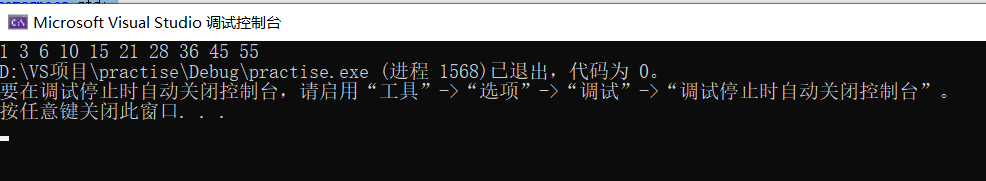 Microsoft Visual Studio 调试控制台
1 3 6 10 15 21 28 36 45 55
D:\VS项目\practise\Debug\practise.exe (进程 1568)已退出，代码为 0。
要在调试停止时自动关闭控制台，请启用“工具”->“选项”->“调试”->“调试停止时自动关闭控制台”。
按任意键关闭此窗口. . .